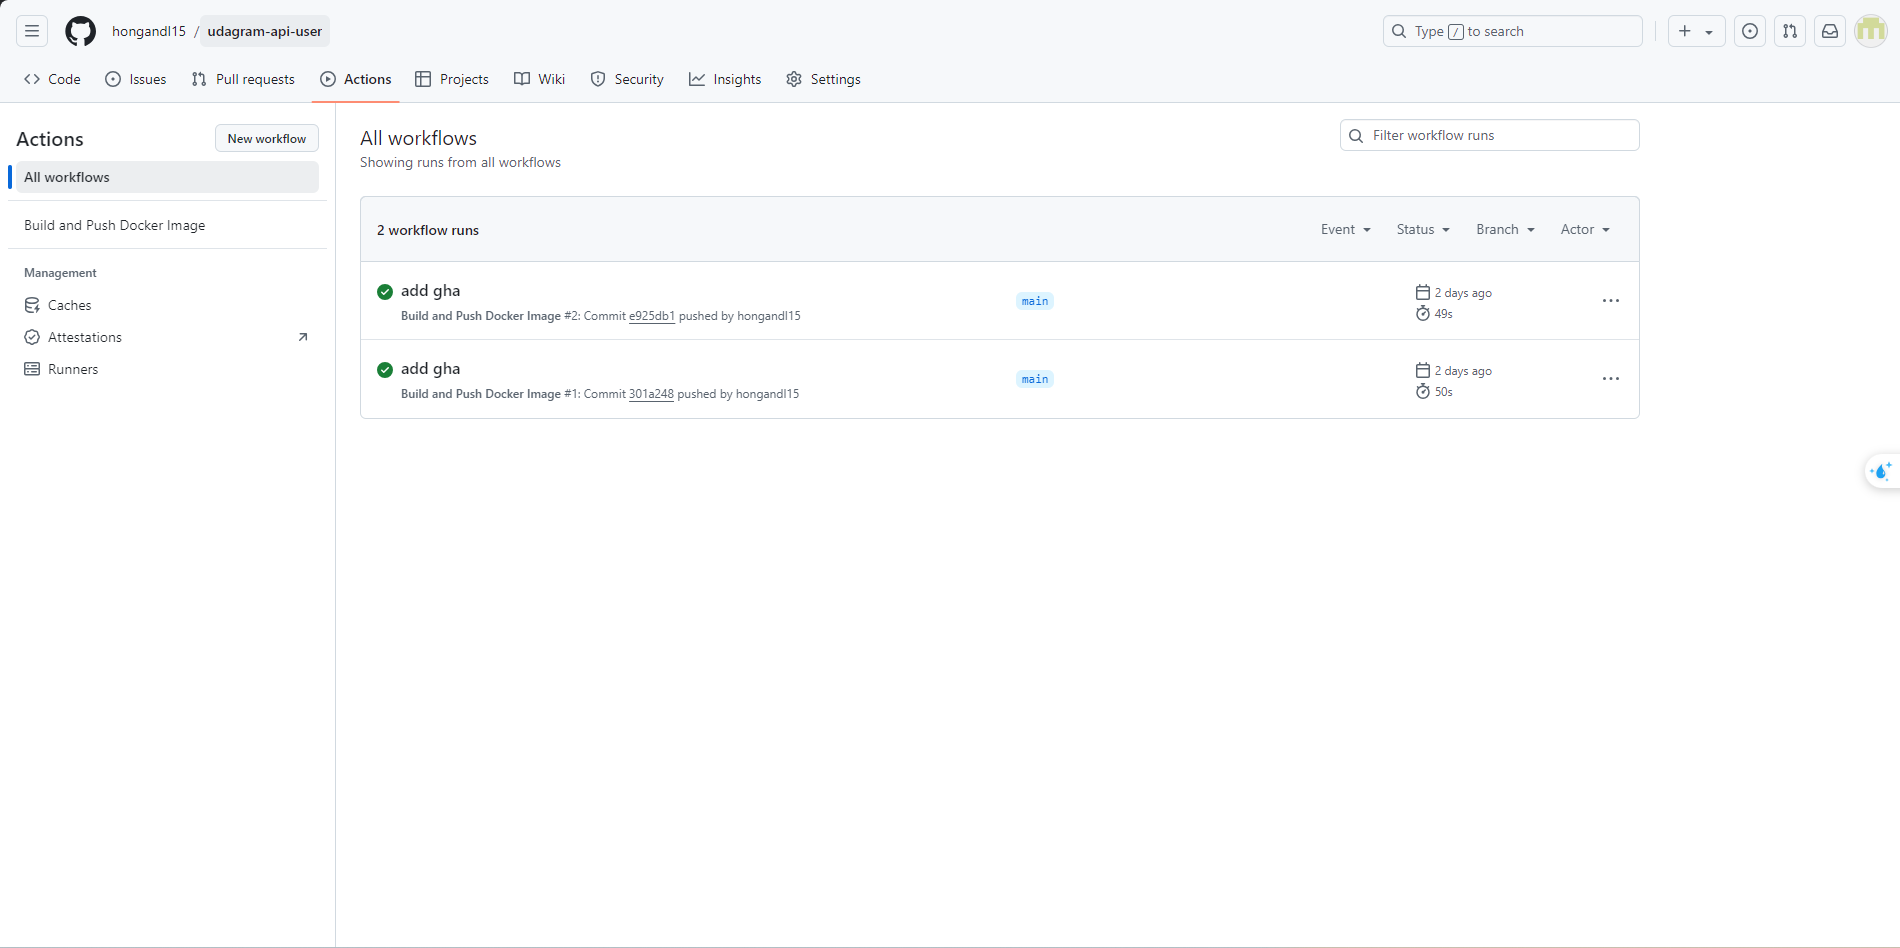 hongandl15 / udagram-api-user
Type / to search
Code
Issues
Pull requests
Actions
Projects
Wiki
Security
Insights
Settings
Actions
New workflow
All workflows
Build and Push Docker Image
Management
Caches
Attestations
Runners
All workflows
Showing runs from all workflows
Filter workflow runs
2 workflow runs
Event
Status
Branch
Actor
add gha
Build and Push Docker Image #2: Commit e925db1 pushed by hongandl15
main
2 days ago
49s
add gha
Build and Push Docker Image #1: Commit 301a248 pushed by hongandl15
main
2 days ago
50s